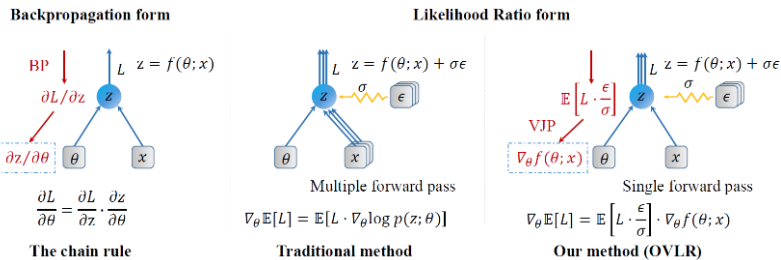 Backpropagation form
Likelihood Ratio form
BP
L
z = f(θ; x)
∂L/∂z
z
∂z/∂θ
θ
x
∂L/∂θ = ∂L/∂z · ∂z/∂θ
The chain rule
L
z = f(θ; x) + σϵ
z
σ
ϵ
θ
x
Multiple forward pass
∇θ𝔼[L] = 𝔼[L · ∇θ log p(z; θ)]
Traditional method
L
z = f(θ; x) + σϵ
𝔼[L · ϵ/σ]
z
σ
ϵ
VJP
∇θf(θ; x)
θ
x
Single forward pass
∇θ𝔼[L] = 𝔼[L · ϵ/σ] · ∇θf(θ; x)
Our method (OVLR)